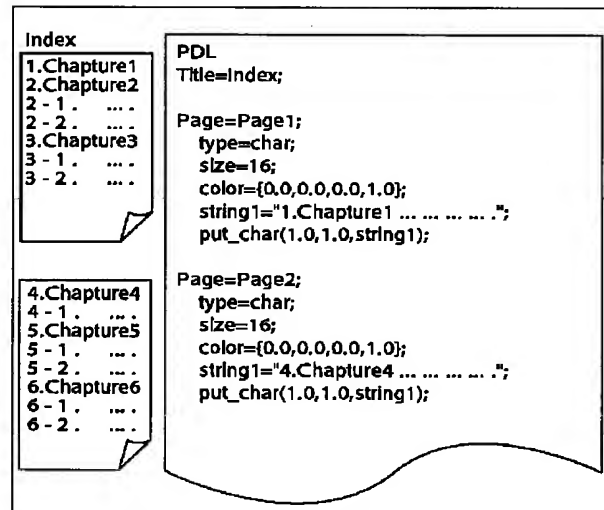 Index
1.Chapture1
2.Chapture2
2 - 1 . .... .
2 - 2 . .... .
3.Chapture3
3 - 1 . .... .
3 - 2 . .... .
4.Chapture4
4 - 1 . .... .
5.Chapture5
5 - 1 . .... .
5 - 2 . .... .
6.Chapture6
6 - 1 . .... .
6 - 2 . .... .
PDL
Title=Index;
Page=Page1;
type=char;
size=16;
color={0.0,0.0,0.0,1.0};
string1="1.Chapture1 ... ... ... ... .";
put_char(1.0,1.0,string1);
Page=Page2;
type=char;
size=16;
color={0.0,0.0,0.0,1.0};
string1="4.Chapture4 ... ... ... ... .";
put_char(1.0,1.0,string1);